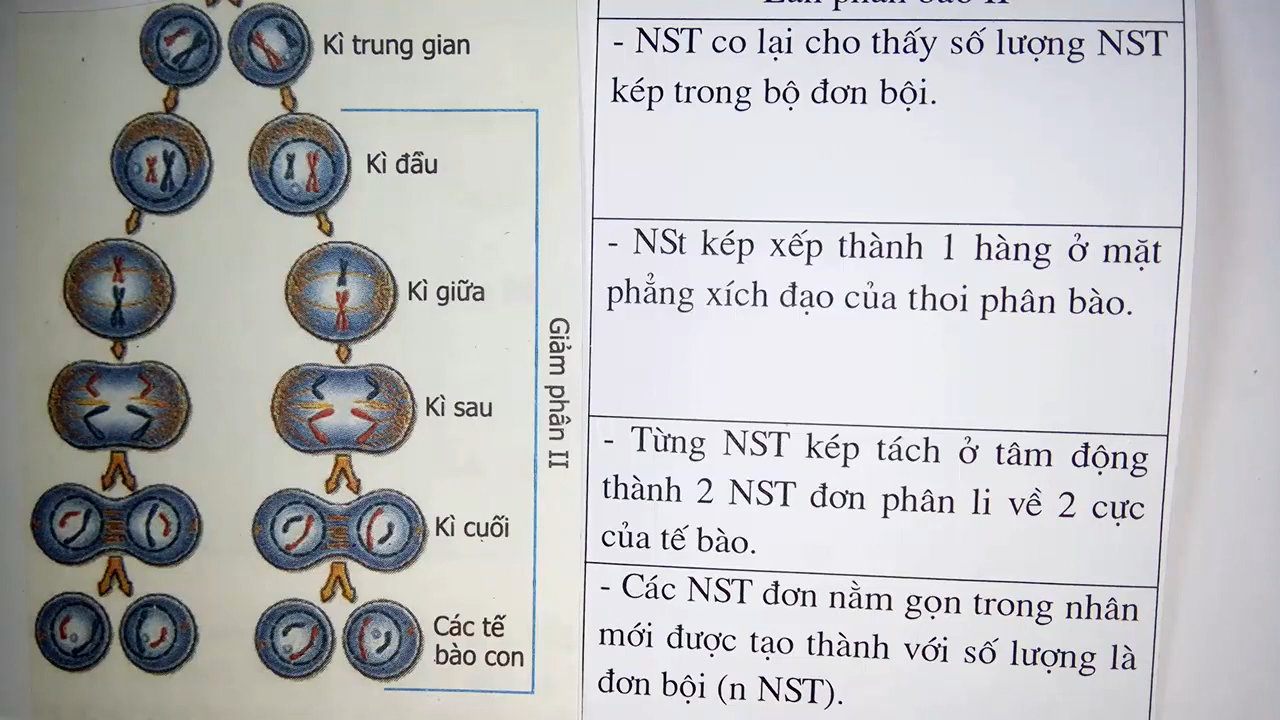 Kì trung gian
Kì đầu
Kì giữa
Kì sau
Kì cuối
Các tế
bào con
Giảm phân II
Lần phân bào II
- NST co lại cho thấy số lượng NST
kép trong bộ đơn bội.
- NSt kép xếp thành 1 hàng ở mặt
phẳng xích đạo của thoi phân bào.
- Từng NST kép tách ở tâm động
thành 2 NST đơn phân li về 2 cực
của tế bào.
- Các NST đơn nằm gọn trong nhân
mới được tạo thành với số lượng là
đơn bội (n NST).